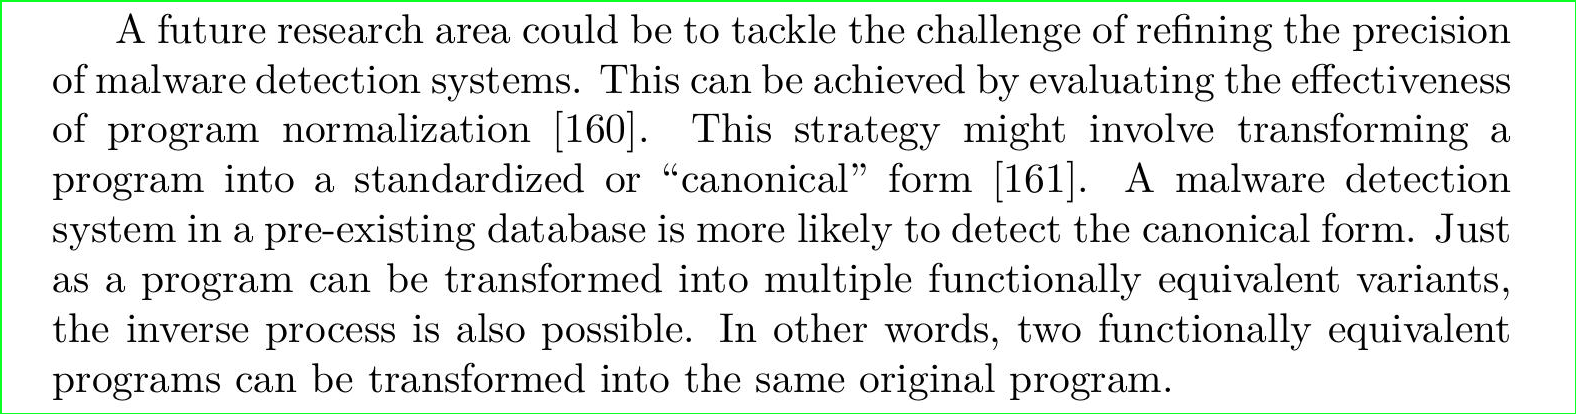 A future research area could be to tackle the challenge of refining the precision
of malware detection systems. This can be achieved by evaluating the effectiveness
of program normalization [160]. This strategy might involve transforming a
program into a standardized or “canonical” form [161]. A malware detection
system in a pre-existing database is more likely to detect the canonical form. Just
as a program can be transformed into multiple functionally equivalent variants,
the inverse process is also possible. In other words, two functionally equivalent
programs can be transformed into the same original program.